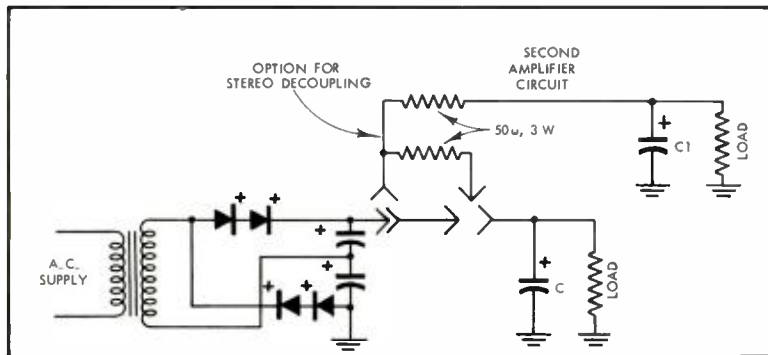 OPTION FOR
STEREO DECOUPLING
SECOND
AMPLIFIER
CIRCUIT
50ω, 3 W
+
C1
LOAD
+
+
+
A.C.
SUPPLY
+
+
+
+
C
LOAD